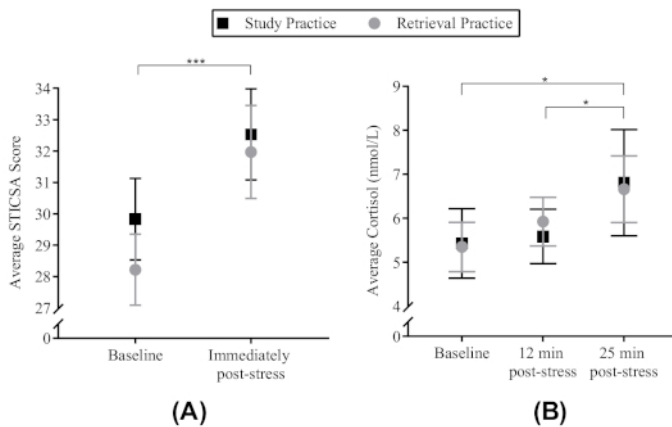 Study Practice
Retrieval Practice
***
34
33
32
31
30
29
28
27
0
Average STICSA Score
Baseline
Immediately
post-stress
(A)
*
*
9
8
7
6
5
4
0
Average Cortisol (nmol/L)
Baseline
12 min
post-stress
25 min
post-stress
(B)